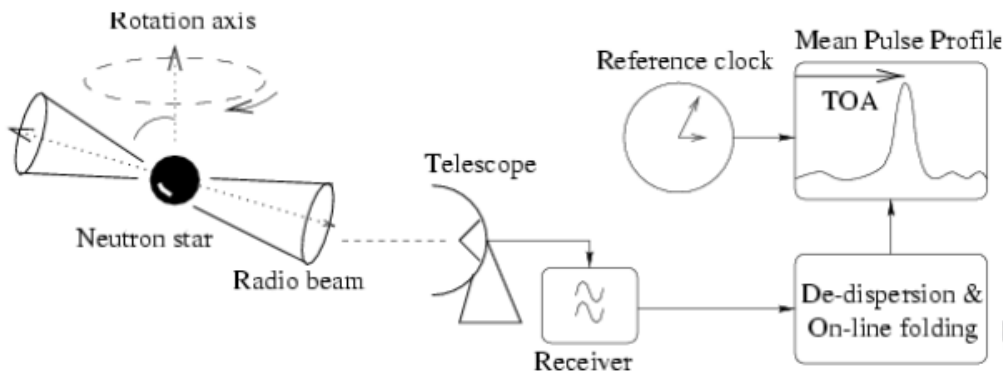 Rotation axis
Mean Pulse Profile
Reference clock
TOA
Telescope
Neutron star
Radio beam
De-dispersion &
On-line folding
Receiver